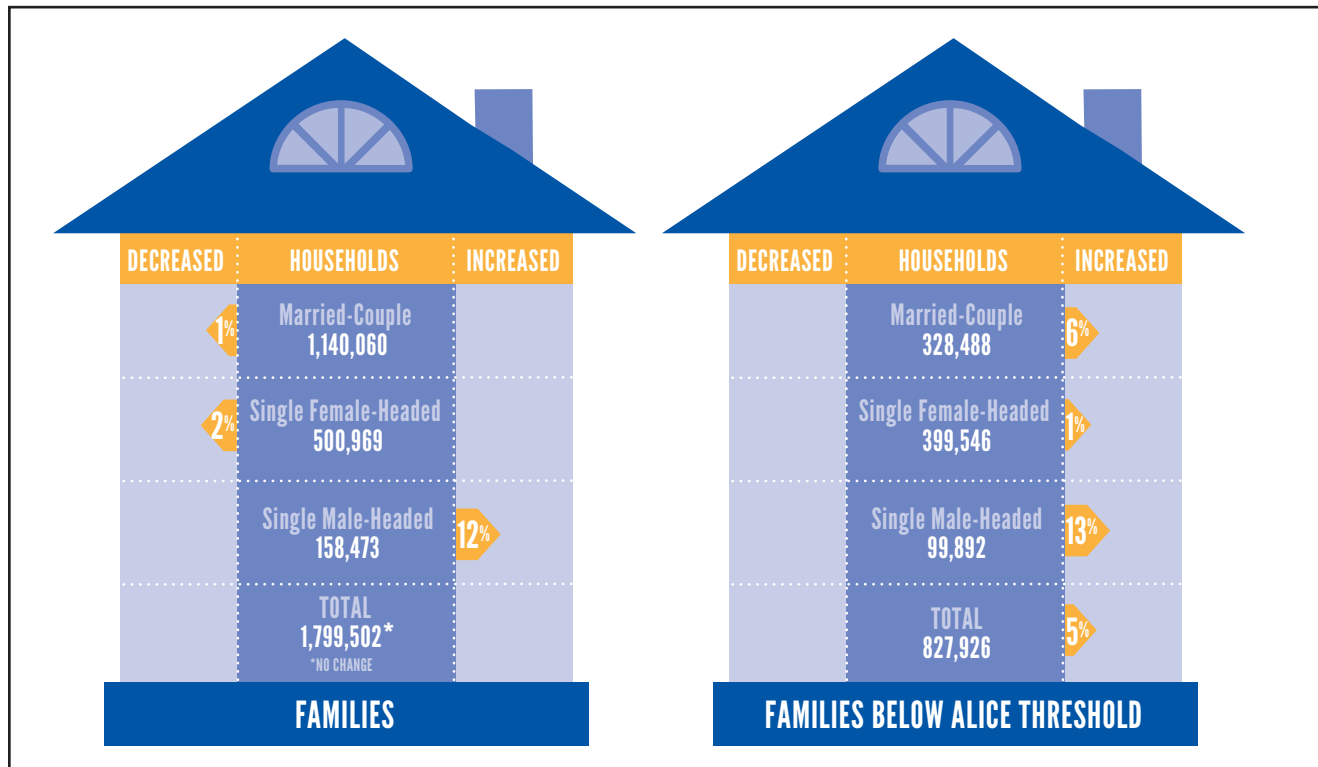 DECREASED HOUSEHOLDS INCREASED
Married-Couple
1%
1,140,060
Single Female-Headed
2%
500,969
Single Male-Headed
12%
158,473
TOTAL
1,799,502*
*NO CHANGE
FAMILIES
DECREASED HOUSEHOLDS INCREASED
Married-Couple
6%
328,488
Single Female-Headed
1%
399,546
Single Male-Headed
13%
99,892
TOTAL
5%
827,926
FAMILIES BELOW ALICE THRESHOLD